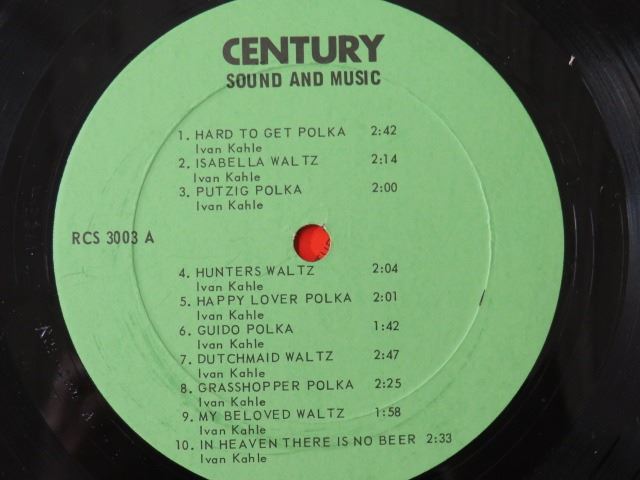 CENTURY
SOUND AND MUSIC
1. HARD TO GET POLKA 2:42
Ivan Kahle
2. ISABELLA WALTZ 2:14
Ivan Kahle
3. PUTZIG POLKA 2:00
Ivan Kahle
RCS 3003 A
4. HUNTERS WALTZ 2:04
Ivan Kahle
5. HAPPY LOVER POLKA 2:01
Ivan Kahle
6. GUIDO POLKA 1:42
Ivan Kahle
7. DUTCHMAID WALTZ 2:47
Ivan Kahle
8. GRASSHOPPER POLKA 2:25
Ivan Kahle
9. MY BELOVED WALTZ 1:58
Ivan Kahle
10. IN HEAVEN THERE IS NO BEER 2:33
Ivan Kahle